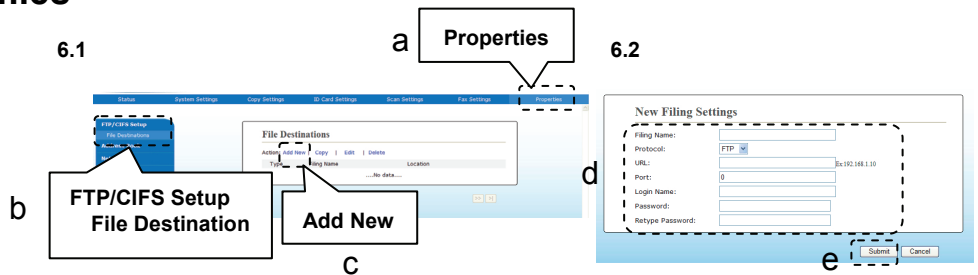 6.1
a
Properties
6.2
Status System Settings Copy Settings ID Card Settings Scan Settings Fax Settings Properties
FTP/CIFS Setup
File Destinations
File Destinations
Action: Add New | Copy | Edit | Delete
Type Filing Name Location
....No data....
b
FTP/CIFS Setup
File Destination
Add New
c
New Filing Settings
d
Filing Name:
Protocol: FTP
URL: Ex:192.168.1.10
Port: 0
Login Name:
Password:
Retype Password:
e
Submit Cancel